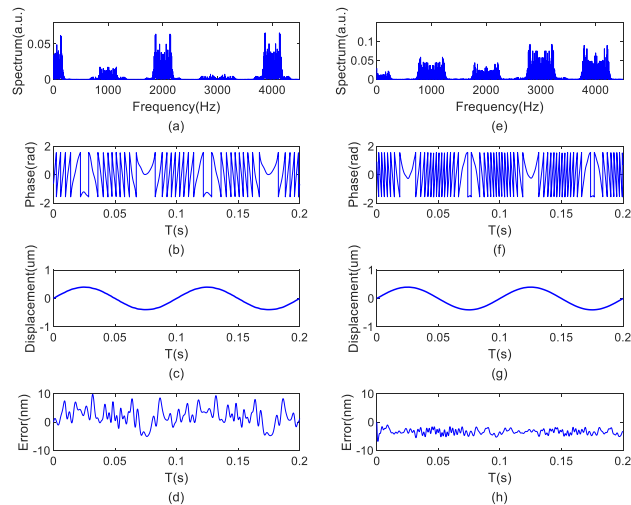 Spectrum(a.u.)
0.05
0
0 1000 2000 3000 4000
Frequency(Hz)
(a)
Spectrum(a.u.)
0.1
0.05
0
0 1000 2000 3000 4000
Frequency(Hz)
(e)
Phase(rad)
2
0
-2
0 0.05 0.1 0.15 0.2
T(s)
(b)
Phase(rad)
2
0
-2
0 0.05 0.1 0.15 0.2
T(s)
(f)
Displacement(um)
1
0
-1
0 0.05 0.1 0.15 0.2
T(s)
(c)
Displacement(um)
1
0
-1
0 0.05 0.1 0.15 0.2
T(s)
(g)
Error(nm)
10
0
-10
0 0.05 0.1 0.15 0.2
T(s)
(d)
Error(nm)
10
0
-10
0 0.05 0.1 0.15 0.2
T(s)
(h)